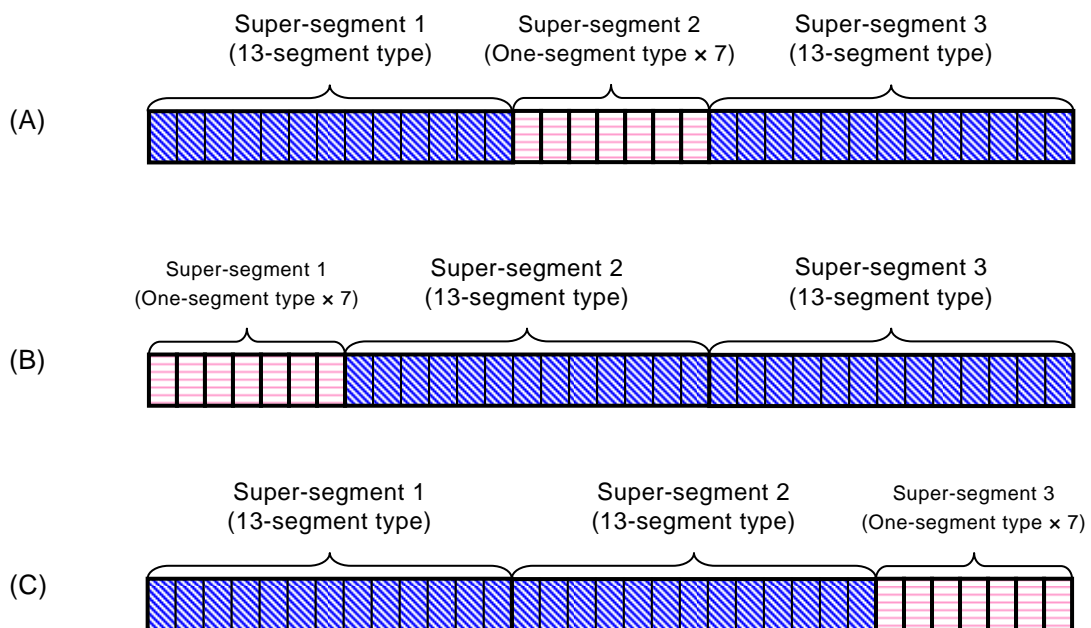 Super-segment 1
(13-segment type)
Super-segment 2
(One-segment type × 7)
Super-segment 3
(13-segment type)
(A)
Super-segment 1
(One-segment type × 7)
Super-segment 2
(13-segment type)
Super-segment 3
(13-segment type)
(B)
Super-segment 1
(13-segment type)
Super-segment 2
(13-segment type)
Super-segment 3
(One-segment type × 7)
(C)